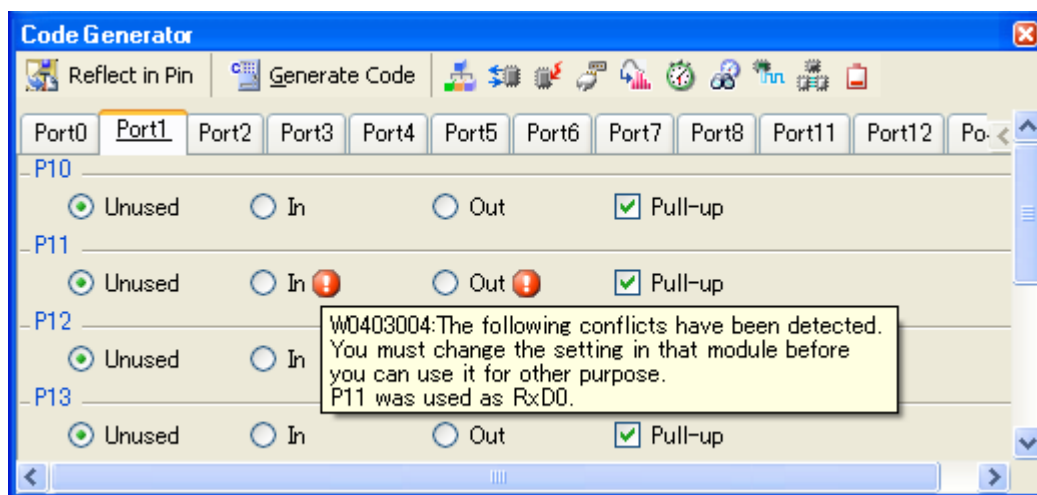 Code Generator
Reflect in Pin Generate Code
Port0 Port1 Port2 Port3 Port4 Port5 Port6 Port7 Port8 Port11 Port12
P10
Unused In Out Pull-up
P11
Unused In Out Pull-up
P12
Unused In
W0403004:The following conflicts have been detected.
You must change the setting in that module before
you can use it for other purpose.
P11 was used as RxD0.
P13
Unused In Out Pull-up